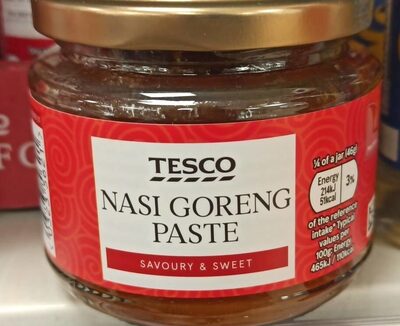 TESCO
NASI GORENG
PASTE
SAVOURY & SWEET
¼ of a jar (46g)
Energy
214kJ
51kcal
3%
of the reference
intake* Typical
values per
100g: Energy
465kJ / 110kcal